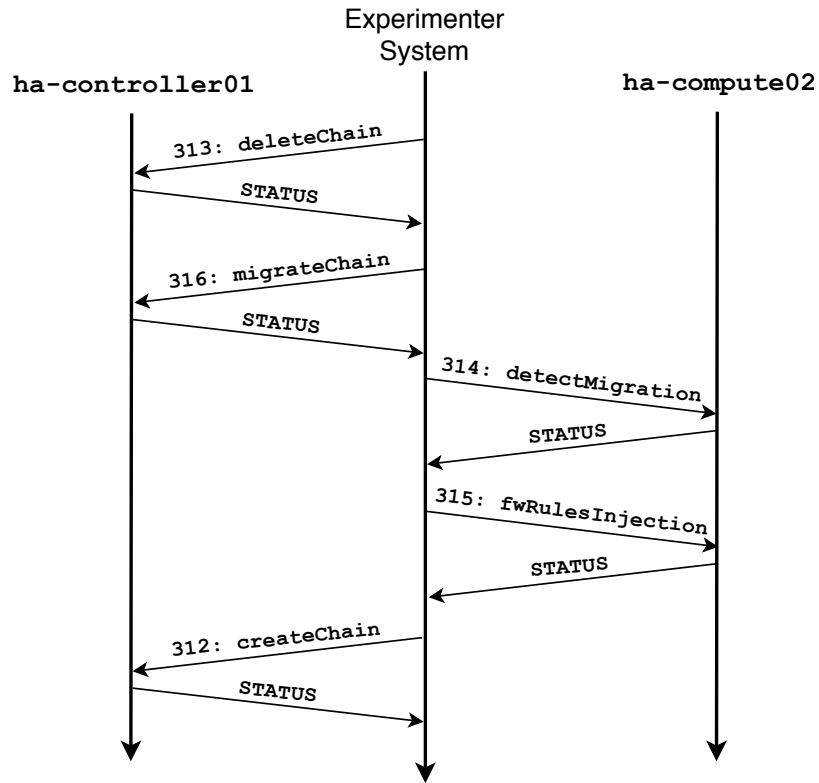 Experimenter
System
ha-controller01
ha-compute02
313: deleteChain
STATUS
316: migrateChain
STATUS
314: detectMigration
STATUS
315: fwRulesInjection
STATUS
312: createChain
STATUS